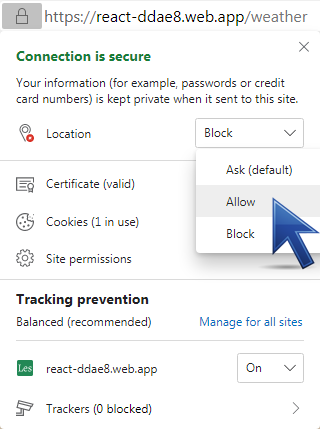 https://react-ddae8.web.app/weather
Connection is secure
Your information (for example, passwords or credit
card numbers) is kept private when it sent to this site.
Location
Block
Ask (default)
Allow
Block
Certificate (valid)
Cookies (1 in use)
Site permissions
Tracking prevention
Balanced (recommended) Manage for all sites
Les react-ddae8.web.app On
Trackers (0 blocked)